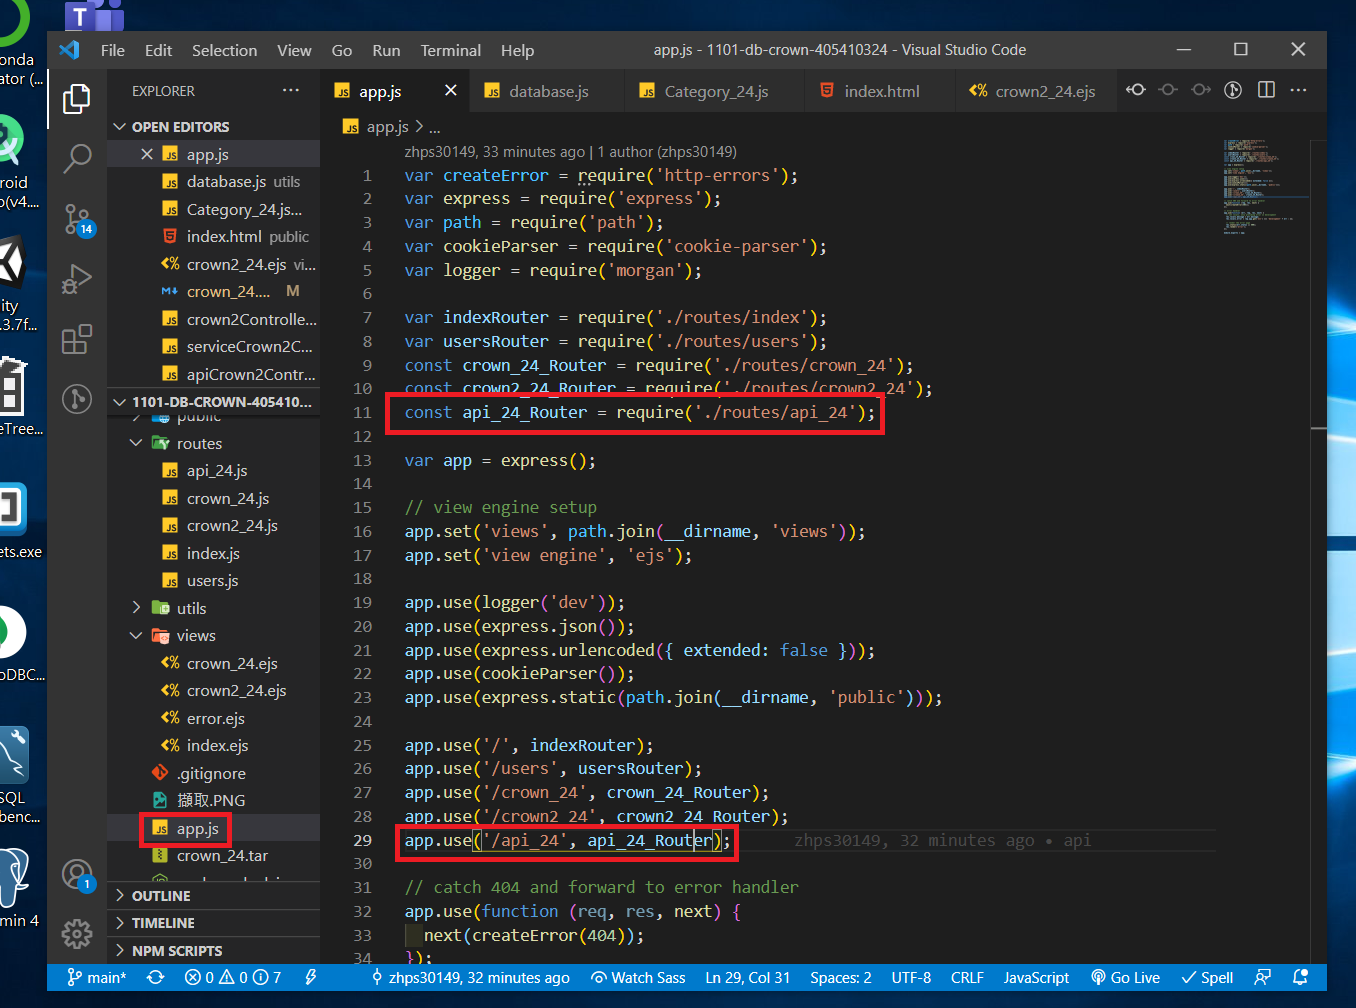 T
onda
ator (...
roid
o(v4....
ity
.3.7f...
eTree...
ets.exe
oDBC...
SQL
benc...
min 4
File Edit Selection View Go Run Terminal Help
app.js - 1101-db-crown-405410324 - Visual Studio Code
EXPLORER ...
OPEN EDITORS
app.js
database.js utils
Category_24.js...
index.html public
crown2_24.ejs vi...
crown_24.... M
crown2Controlle...
serviceCrown2C...
apiCrown2Contr...
1101-DB-CROWN-405410...
public
routes
api_24.js
crown_24.js
crown2_24.js
index.js
users.js
utils
views
crown_24.ejs
crown2_24.ejs
error.ejs
index.ejs
.gitignore
擷取.PNG
app.js
crown_24.tar
OUTLINE
TIMELINE
NPM SCRIPTS
14
1
app.js database.js Category_24.js index.html crown2_24.ejs
app.js > ...
zhps30149, 33 minutes ago | 1 author (zhps30149)
1 var createError = require('http-errors');
2 var express = require('express');
3 var path = require('path');
4 var cookieParser = require('cookie-parser');
5 var logger = require('morgan');
6
7 var indexRouter = require('./routes/index');
8 var usersRouter = require('./routes/users');
9 const crown_24_Router = require('./routes/crown_24');
10 const crown2_24_Router = require('./routes/crown2_24');
11 const api_24_Router = require('./routes/api_24');
12
13 var app = express();
14
15 // view engine setup
16 app.set('views', path.join(__dirname, 'views'));
17 app.set('view engine', 'ejs');
18
19 app.use(logger('dev'));
20 app.use(express.json());
21 app.use(express.urlencoded({ extended: false }));
22 app.use(cookieParser());
23 app.use(express.static(path.join(__dirname, 'public')));
24
25 app.use('/', indexRouter);
26 app.use('/users', usersRouter);
27 app.use('/crown_24', crown_24_Router);
28 app.use('/crown2_24', crown2_24_Router);
29 app.use('/api_24', api_24_Router); zhps30149, 32 minutes ago • api
30
31 // catch 404 and forward to error handler
32 app.use(function (req, res, next) {
33 next(createError(404));
34 });
main* 0 0 7 zhps30149, 32 minutes ago Watch Sass Ln 29, Col 31 Spaces: 2 UTF-8 CRLF JavaScript Go Live Spell